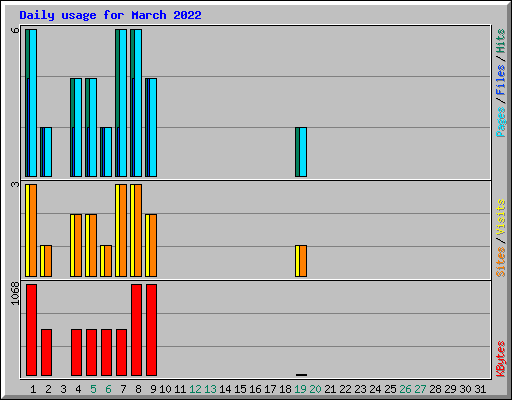 Daily usage for March 2022
6
Pages/Files/Hits
3
Sites/Visits
1068
KBytes
1 2 3 4 5 6 7 8 9 10 11 12 13 14 15 16 17 18 19 20 21 22 23 24 25 26 27 28 29 30 31